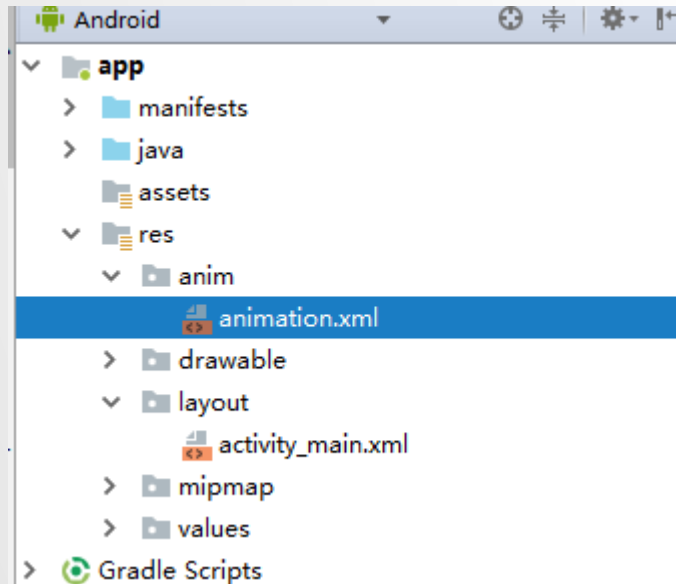 Android
app
manifests
java
assets
res
anim
animation.xml
drawable
layout
activity_main.xml
mipmap
values
Gradle Scripts